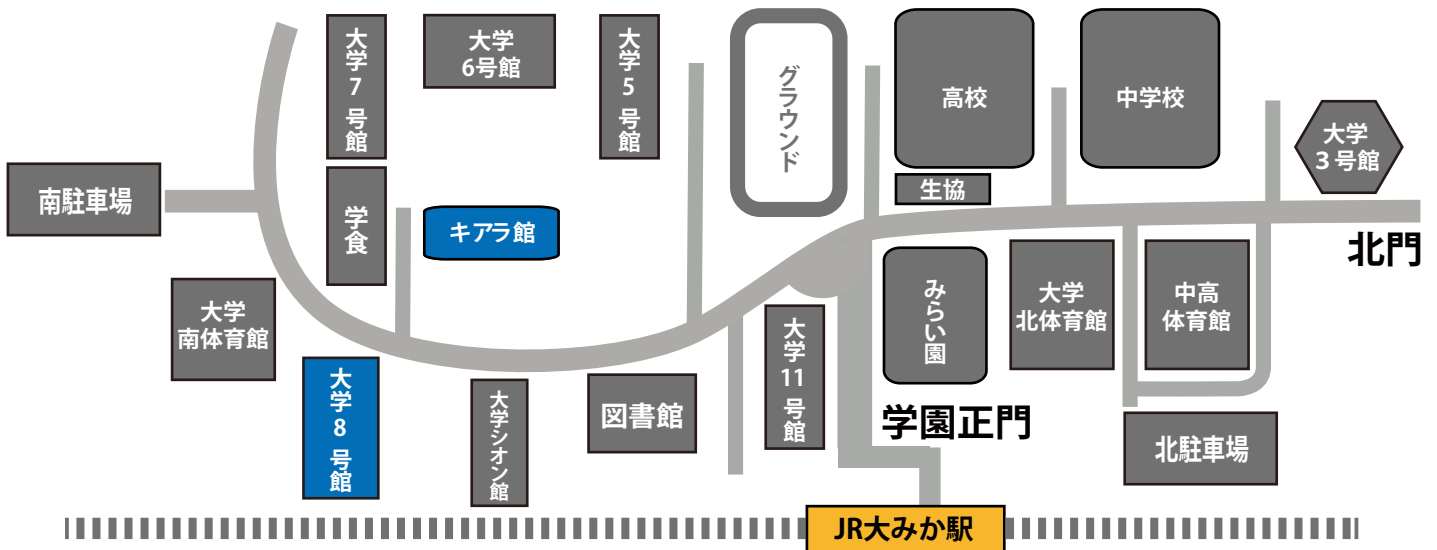 大学7号館
大学
6号館
大学5号館
グラウンド
高校
中学校
大学
3号館
生協
南駐車場
学食
キアラ館
北門
大学
南体育館
みらい園
大学
北体育館
中高
体育館
大学8号館
大学シオン館
図書館
大学11号館
学園正門
北駐車場
JR大みか駅